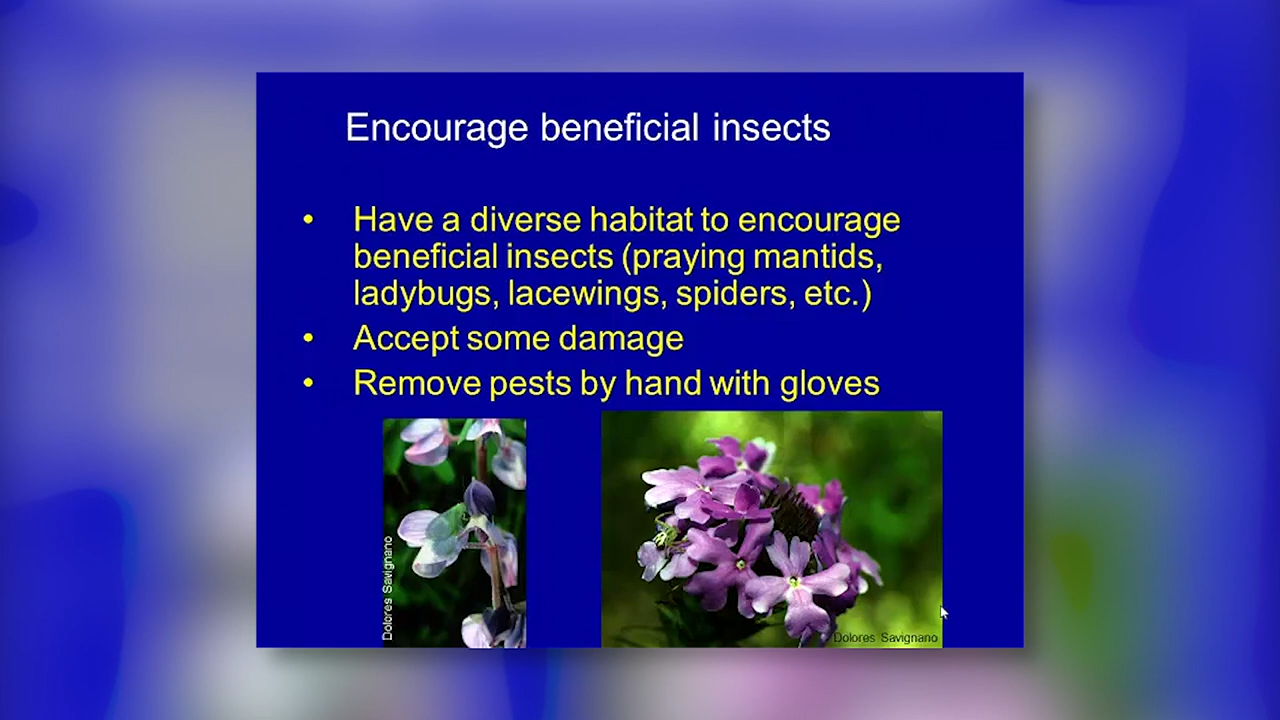 Encourage beneficial insects
• Have a diverse habitat to encourage
beneficial insects (praying mantids,
ladybugs, lacewings, spiders, etc.)
• Accept some damage
• Remove pests by hand with gloves
Dolores Savignano
Dolores Savignano